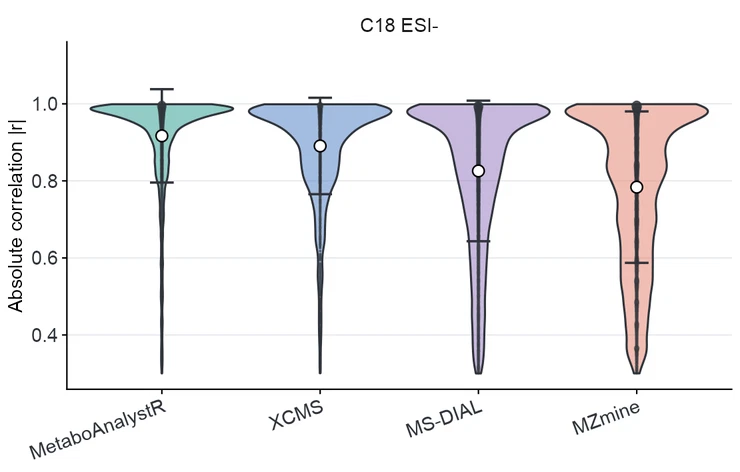 C18 ESI-
Absolute correlation |r|
1.0
0.8
0.6
0.4
MetaboAnalystR
XCMS
MS-DIAL
MZmine